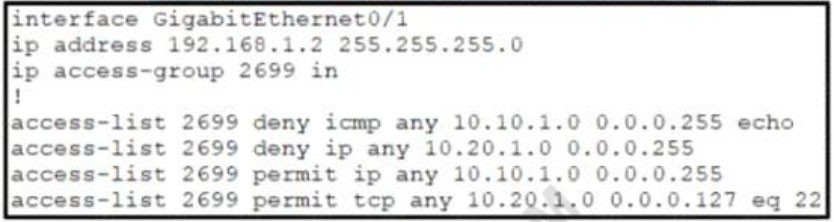 interface GigabitEthernet0/1
ip address 192.168.1.2 255.255.255.0
ip access-group 2699 in
!
access-list 2699 deny icmp any 10.10.1.0 0.0.0.255 echo
access-list 2699 deny ip any 10.20.1.0 0.0.0.255
access-list 2699 permit ip any 10.10.1.0 0.0.0.255
access-list 2699 permit tcp any 10.20.1.0 0.0.0.127 eq 22